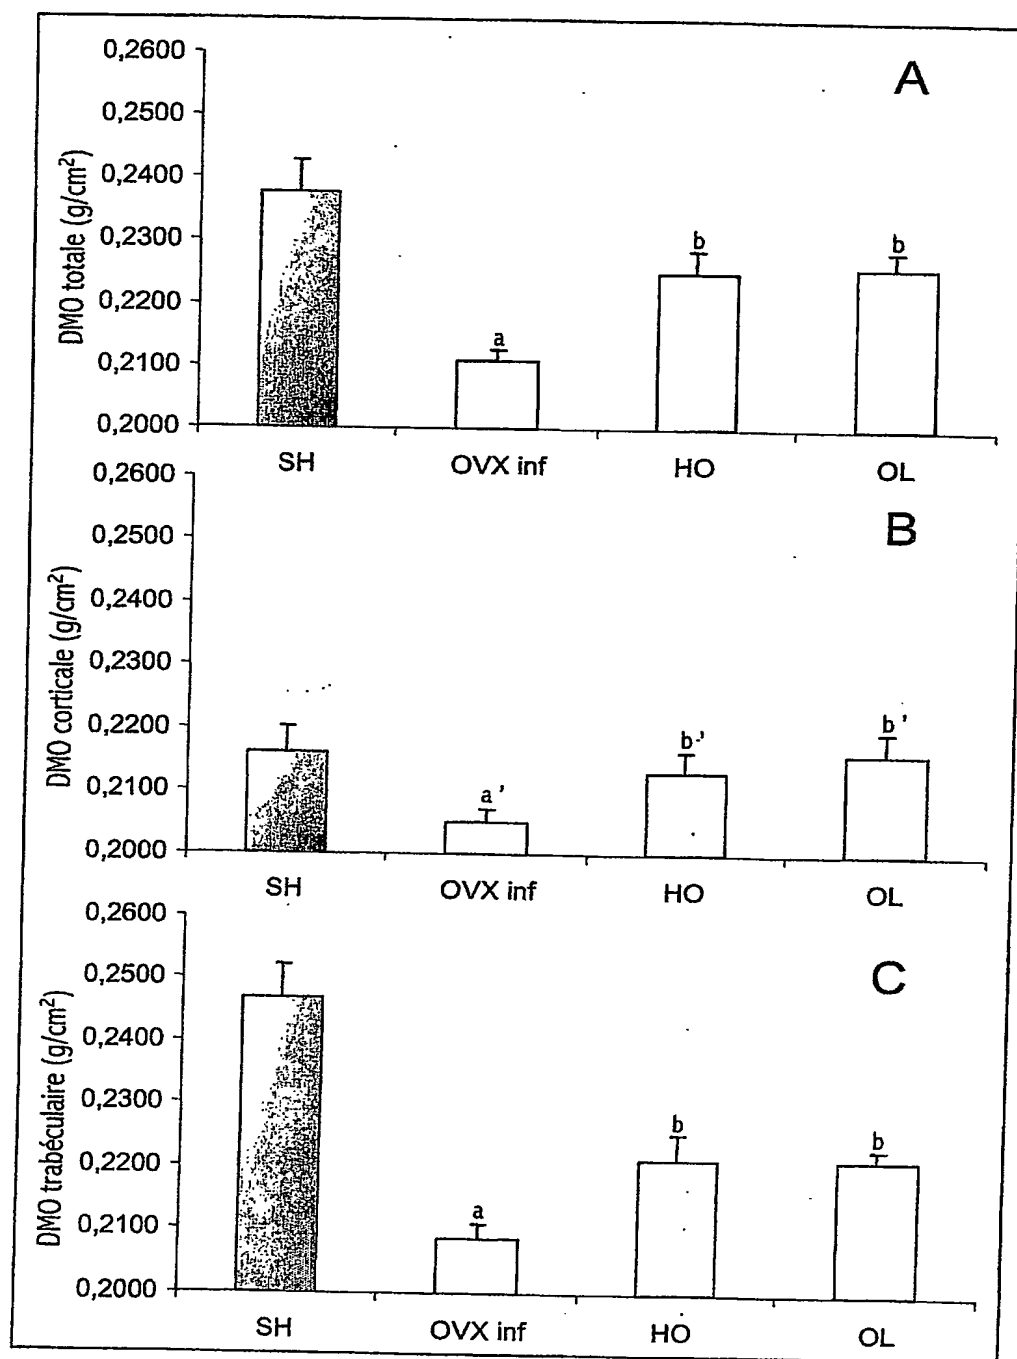 A
DMO totale (g/cm²)
0,2600
0,2500
0,2400
0,2300
0,2200
0,2100
0,2000
a
b
b
SH
OVX inf
HO
OL
B
DMO corticale (g/cm²)
0,2600
0,2500
0,2400
0,2300
0,2200
0,2100
0,2000
a'
b'
b'
SH
OVX inf
HO
OL
C
DMO trabéculaire (g/cm²)
0,2600
0,2500
0,2400
0,2300
0,2200
0,2100
0,2000
a
b
b
SH
OVX inf
HO
OL